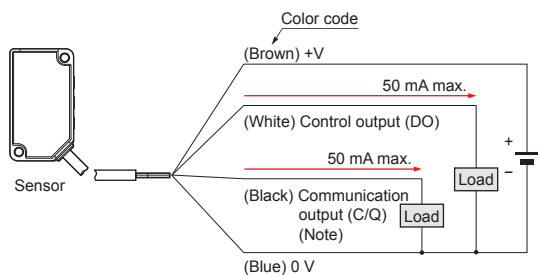 Color code
(Brown) +V
50 mA max.
(White) Control output (DO)
+
−
50 mA max.
Load
Sensor
(Black) Communication
output (C/Q)
(Note)
Load
(Blue) 0 V